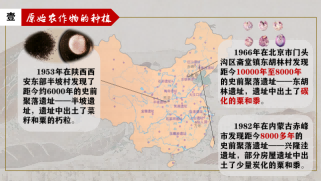 壹
原始农作物的种植
1953年在陕西西
安东部半坡村发现了
距今约6000年的史前
聚落遗址——半坡遗
址,遗址中出土了菜
籽和粟的朽粒。
1966年在北京市门头
沟区斋堂镇东胡林村发现
距今10000年至8000年
的史前聚落遗址——东胡
林遗址,遗址中出土了碳
化的粟和黍。
1982年在内蒙古赤峰
市发现距今8000多年的
史前聚落遗址——兴隆洼
遗址,部分房屋遗址中出
土了少量炭化的粟和黍。